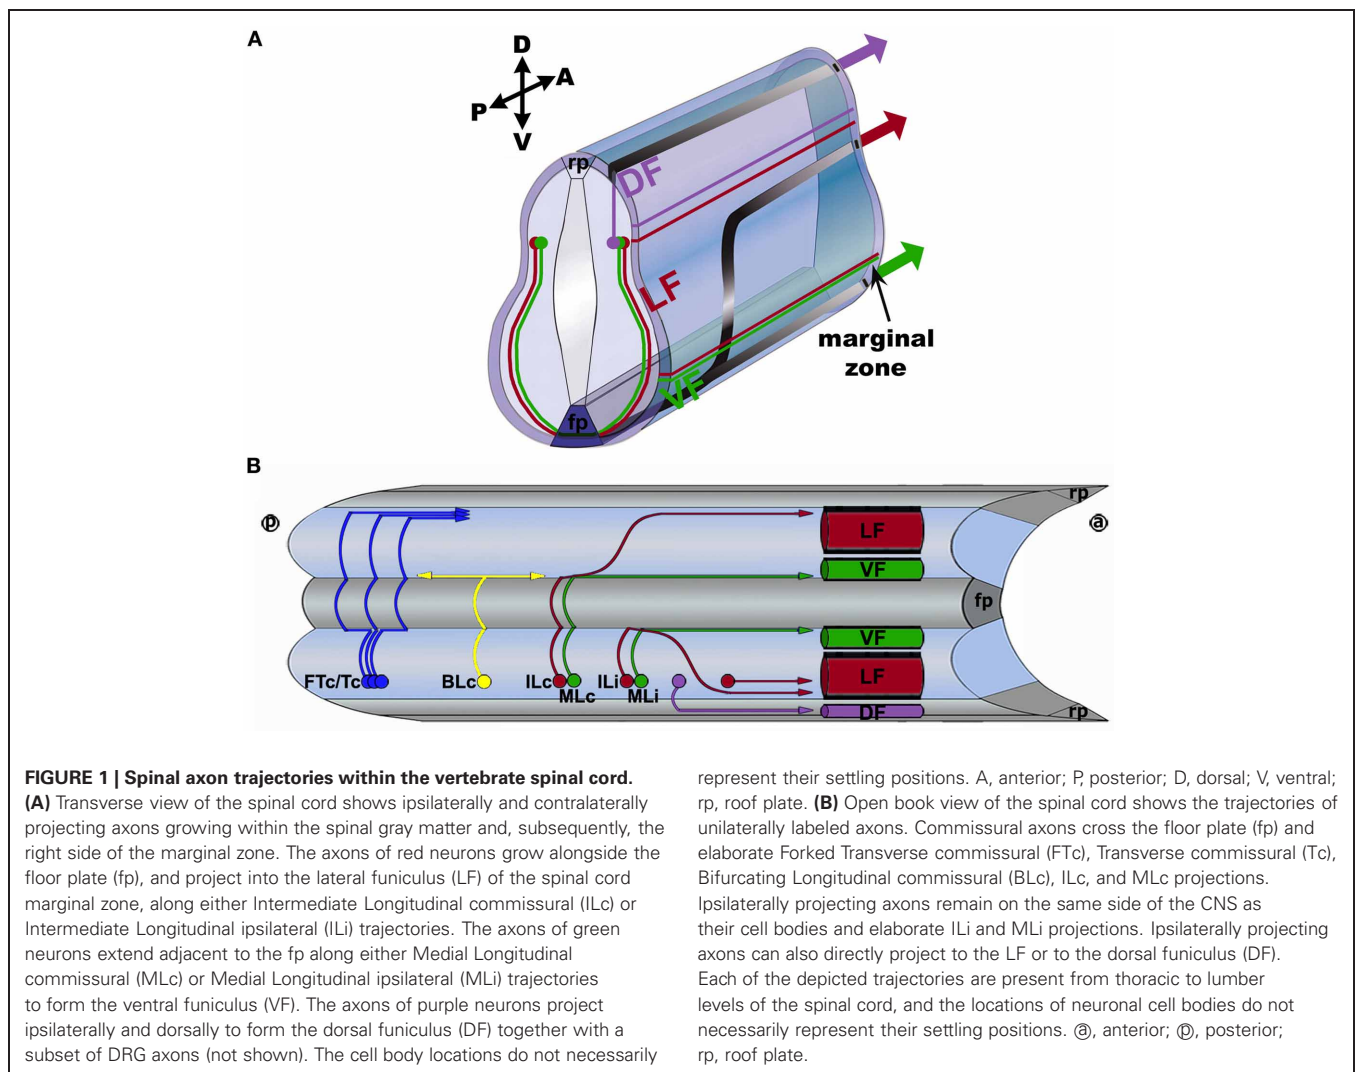 A
D
A
P
V
rp
DF
LF
marginal
zone
VF
fp
B
rp
ⓟ
ⓐ
LF
VF
fp
VF
FTc/Tc
BLc
ILc
ILi
LF
MLc
MLi
DF
rp
FIGURE 1 | Spinal axon trajectories within the vertebrate spinal cord.
(A) Transverse view of the spinal cord shows ipsilaterally and contralaterally
projecting axons growing within the spinal gray matter and, subsequently, the
right side of the marginal zone. The axons of red neurons grow alongside the
floor plate (fp), and project into the lateral funiculus (LF) of the spinal cord
marginal zone, along either Intermediate Longitudinal commissural (ILc) or
Intermediate Longitudinal ipsilateral (ILi) trajectories. The axons of green
neurons extend adjacent to the fp along either Medial Longitudinal
commissural (MLc) or Medial Longitudinal ipsilateral (MLi) trajectories
to form the ventral funiculus (VF). The axons of purple neurons project
ipsilaterally and dorsally to form the dorsal funiculus (DF) together with a
subset of DRG axons (not shown). The cell body locations do not necessarily
represent their settling positions. A, anterior; P, posterior; D, dorsal; V, ventral;
rp, roof plate. (B) Open book view of the spinal cord shows the trajectories of
unilaterally labeled axons. Commissural axons cross the floor plate (fp) and
elaborate Forked Transverse commissural (FTc), Transverse commissural (Tc),
Bifurcating Longitudinal commissural (BLc), ILc, and MLc projections.
Ipsilaterally projecting axons remain on the same side of the CNS as
their cell bodies and elaborate ILi and MLi projections. Ipsilaterally projecting
axons can also directly project to the LF or to the dorsal funiculus (DF).
Each of the depicted trajectories are present from thoracic to lumber
levels of the spinal cord, and the locations of neuronal cell bodies do not
necessarily represent their settling positions. ⓐ, anterior; ⓟ, posterior;
rp, roof plate.